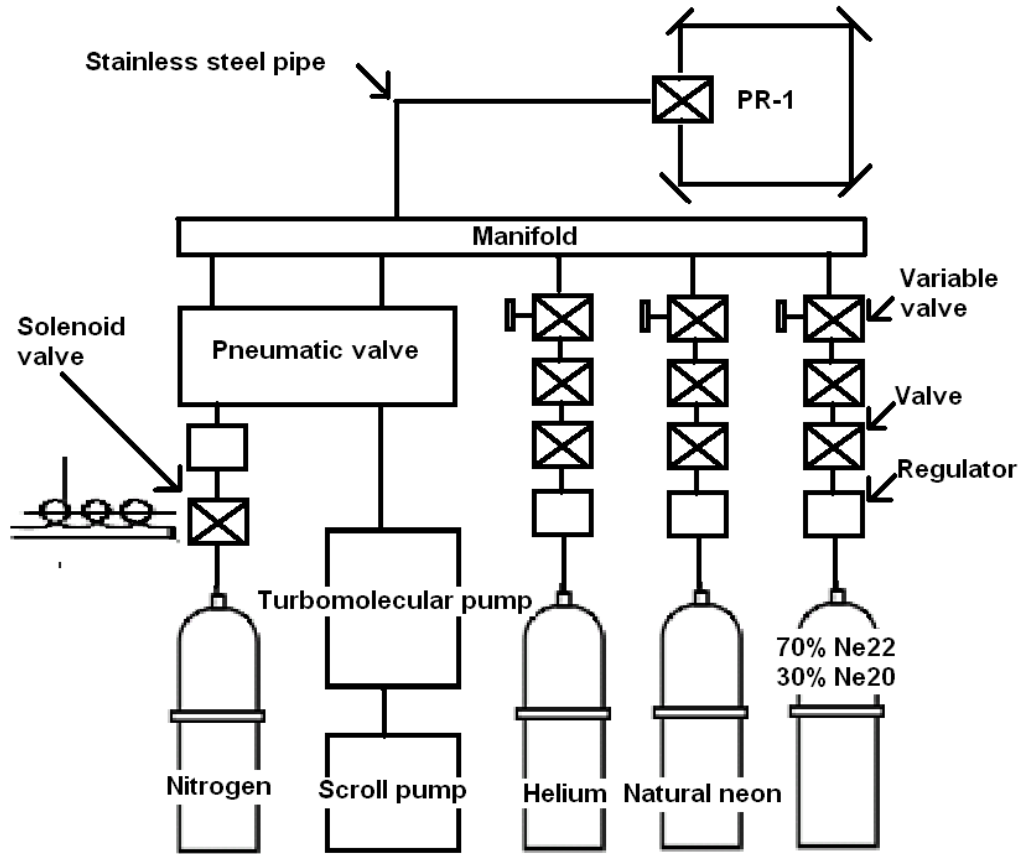 Stainless steel pipe
PR-1
Manifold
Variable
valve
Solenoid
valve
Pneumatic valve
Valve
Regulator
Turbomolecular pump
70% Ne22
30% Ne20
Nitrogen
Scroll pump
Helium
Natural neon